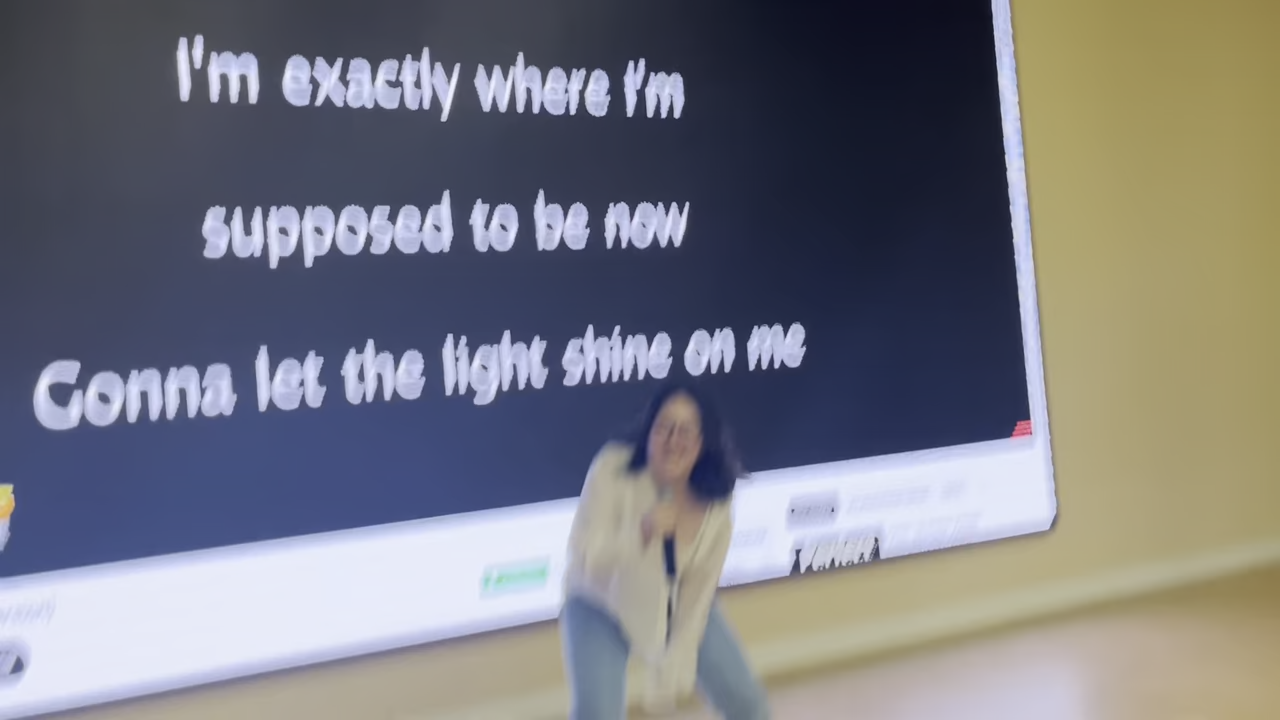 I'm exactly where I'm
supposed to be now
Gonna let the light shine on me